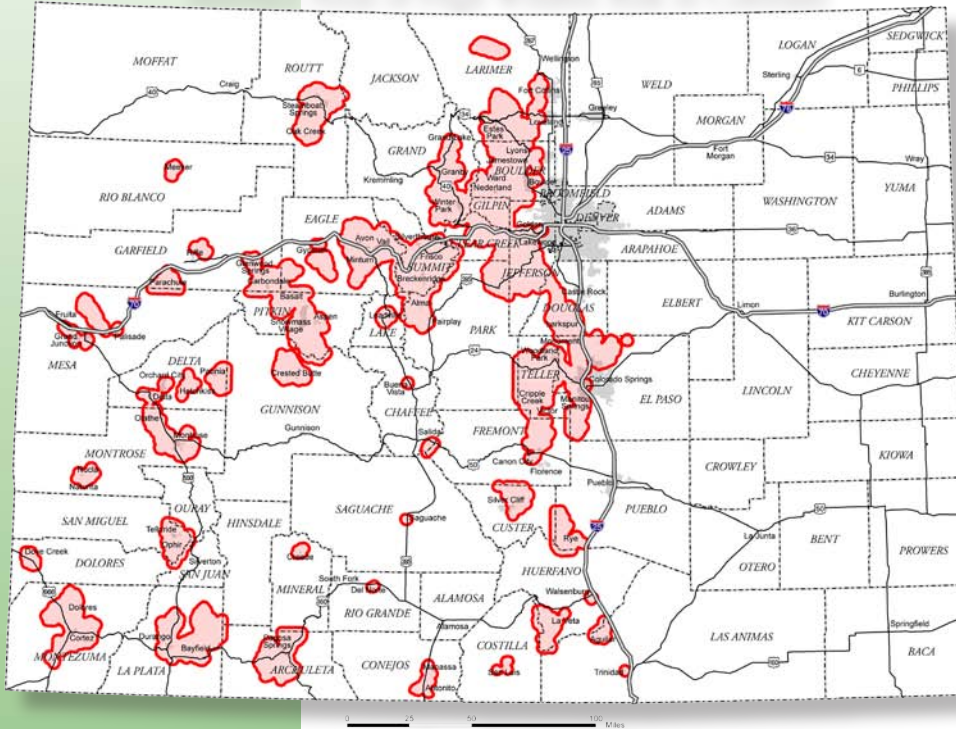 MOFFAT
ROUTT
JACKSON
LARIMER
WELD
LOGAN
SEDGWICK
PHILLIPS
MORGAN
Wellington
Sterling
Craig
Steamboat
Springs
Oak Creek
Fort Collins
Loveland
Greeley
Estes
Park
Grand Lake
GRAND
Granby
Kremmling
Winter
Park
Lyons
Jamestown
BOULDER
Ward
Boulder
Nederland
GILPIN
BROOMFIELD
DENVER
ADAMS
Fort
Morgan
WASHINGTON
Wray
YUMA
Meeker
RIO BLANCO
EAGLE
GARFIELD
Rifle
Parachute
Glenwood
Springs
Carbondale
Gypsum
Avon
Vail
Minturn
Silverthorne
Frisco
SUMMIT
Breckenridge
CLEAR CREEK
Golden
Lakewood
JEFFERSON
ARAPAHOE
Castle Rock
DOUGLAS
Larkspur
ELBERT
Limon
Burlington
KIT CARSON
Basalt
PITKIN
Aspen
Snowmass
Village
Leadville
LAKE
Alma
Fairplay
PARK
Fruita
Grand
Junction
Palisade
MESA
DELTA
Orchard City
Paonia
Delta
Hotchkiss
Crested Butte
GUNNISON
Gunnison
Buena
Vista
CHAFFEE
Salida
Monument
Woodland
Park
TELLER
Cripple
Creek
Victor
Manitou
Springs
Colorado Springs
EL PASO
LINCOLN
CHEYENNE
Olathe
Montrose
MONTROSE
Nucla
Naturita
FREMONT
Canon City
Florence
Pueblo
PUEBLO
CROWLEY
KIOWA
OURAY
SAN MIGUEL
Telluride
Ophir
Silverton
SAN JUAN
HINSDALE
SAGUACHE
Saguache
Silver Cliff
CUSTER
Rye
HUERFANO
La Junta
OTERO
BENT
PROWERS
Dove Creek
DOLORES
Dolores
Cortez
MONTEZUMA
Durango
Bayfield
LA PLATA
Creede
MINERAL
South Fork
Del Norte
RIO GRANDE
ALAMOSA
Alamosa
Walsenburg
La Veta
Aguilar
COSTILLA
San Luis
Trinidad
LAS ANIMAS
Springfield
BACA
Pagosa
Springs
ARCHULETA
CONEJOS
Manassa
Antonito
0 25 50 100
Miles